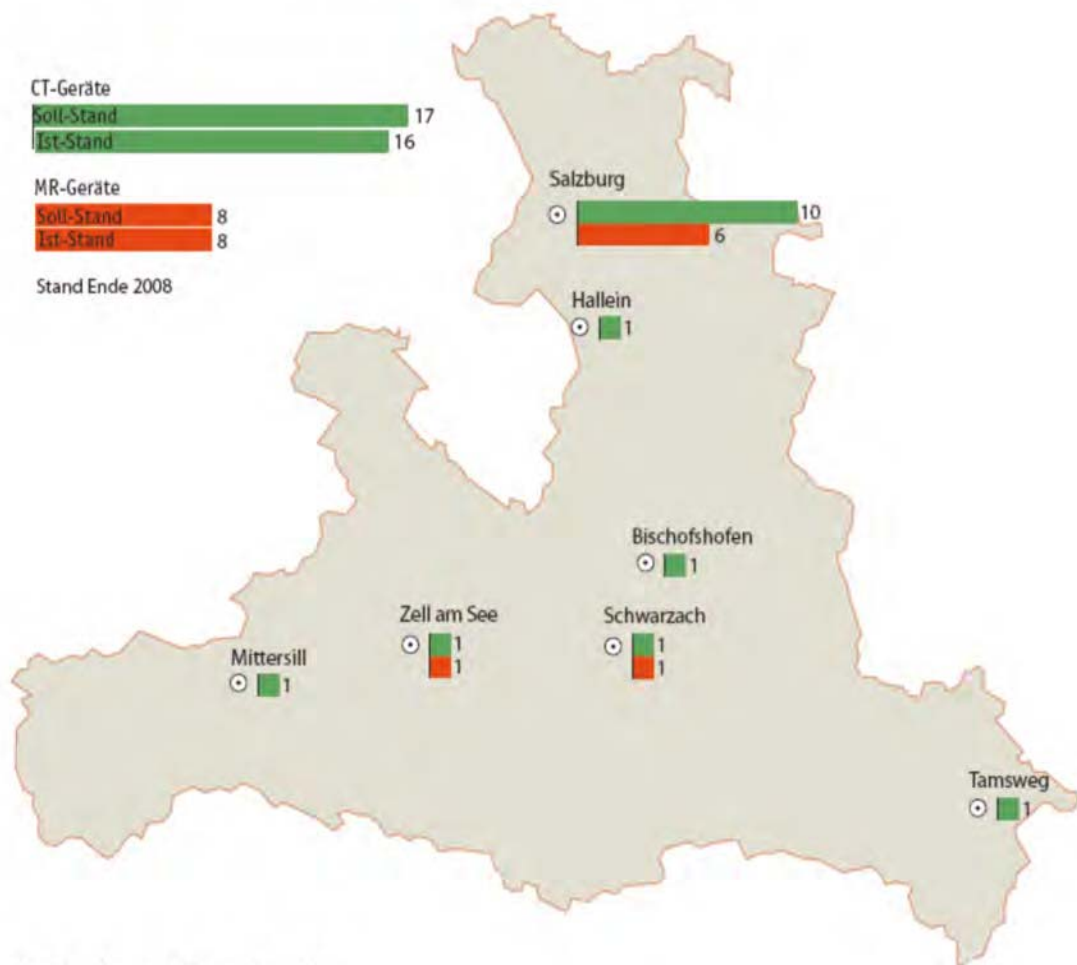 CT-Geräte
Soll-Stand 17
Ist-Stand 16
MR-Geräte
Soll-Stand 8
Ist-Stand 8
Stand Ende 2008
Salzburg
10
6
Hallein
1
Bischofshofen
1
Zell am See
1
1
Schwarzach
1
1
Mittersill
1
Tamsweg
1